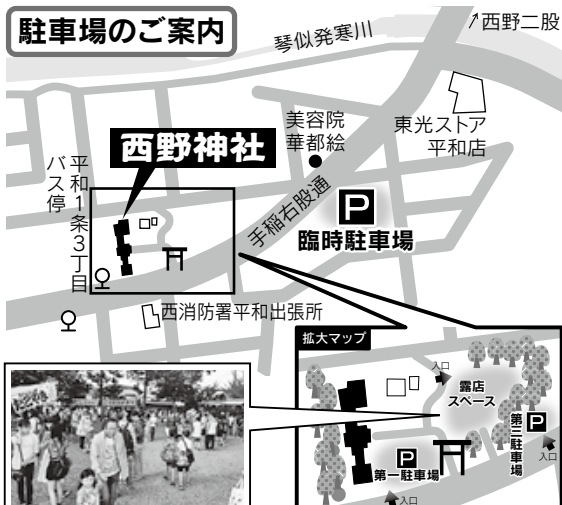 駐車場のご案内
琴似発寒川
↗西野二股
美容院
華都絵
東光ストア
平和店
西野神社
平和1条3丁目
バス停
手稲右股通
P
臨時駐車場
西消防署平和出張所
拡大マップ
入口
露店
スペース
P
第二駐車場
入口
P
第一駐車場
入口